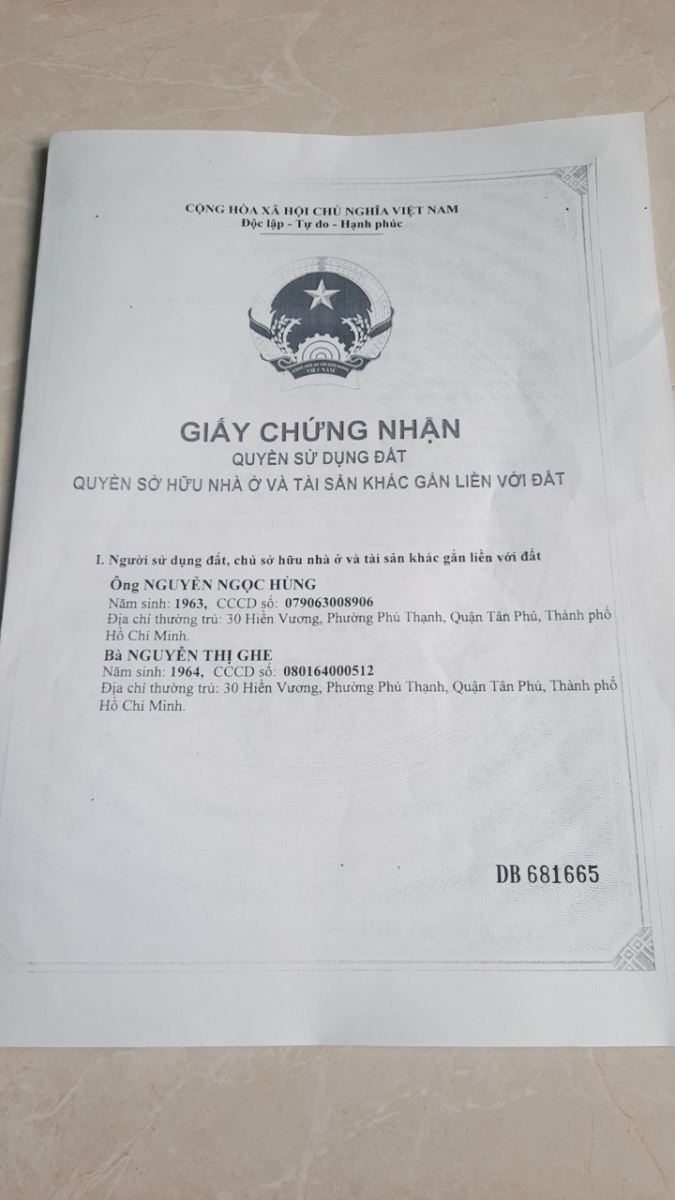 CỘNG HÒA XÃ HỘI CHỦ NGHĨA VIỆT NAM
Độc lập - Tự do - Hạnh phúc
VIỆT NAM
GIẤY CHỨNG NHẬN
QUYỀN SỬ DỤNG ĐẤT
QUYỀN SỞ HỮU NHÀ Ở VÀ TÀI SẢN KHÁC GẮN LIỀN VỚI ĐẤT
I. Người sử dụng đất, chủ sở hữu nhà ở và tài sản khác gắn liền với đất
Ông NGUYỄN NGỌC HÙNG
Năm sinh: 1963, CCCD số: 079063008906
Địa chỉ thường trú: 30 Hiền Vương, Phường Phú Thạnh, Quận Tân Phú, Thành phố
Hồ Chí Minh.
Bà NGUYỄN THỊ GHE
Năm sinh: 1964, CCCD số: 080164000512
Địa chỉ thường trú: 30 Hiền Vương, Phường Phú Thạnh, Quận Tân Phú, Thành phố
Hồ Chí Minh.
DB 681665